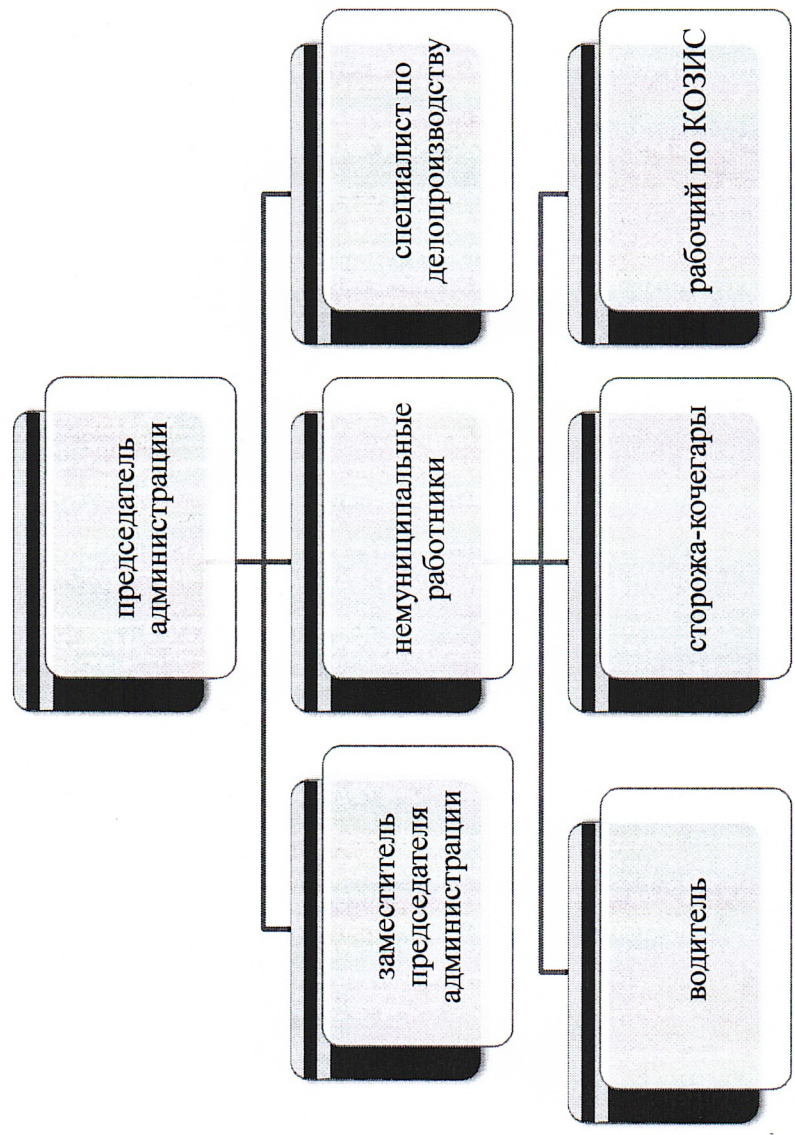 председатель
администрации
заместитель
председателя
администрации
немуниципальные
работники
специалист по
делопроизводству
водитель
сторожа-кочегары
рабочий по КОЗИС